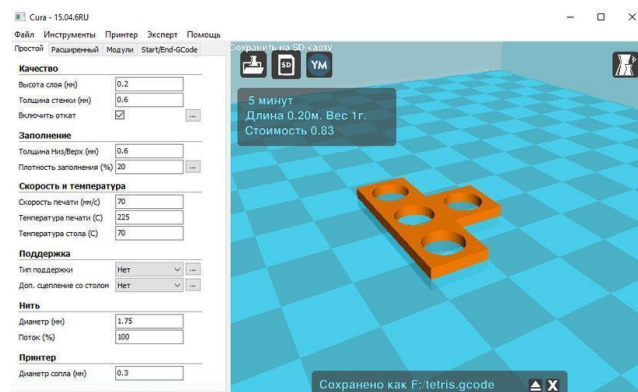 Cura - 15.04.6RU
Файл Инструменты Принтер Эксперт Помощь
Простой Расширенный Модули Start/End-GCode
Качество
Высота слоя (мм) 0.2
Толщина стенки (мм) 0.6
Включить откат ...
Заполнение
Толщина Низ/Верх (мм) 0.6
Плотность заполнения (%) 20 ...
Скорость и температура
Скорость печати (мм/с) 70
Температура печати (C) 225
Температура стола (C) 70
Поддержка
Тип поддержки Нет ...
Доп. сцепление со столом Нет ...
Нить
Диаметр (мм) 1.75
Поток (%) 100
Принтер
Диаметр сопла (мм) 0.3
Сохранить на SD-карту
SD YM
5 минут
Длина 0.20м. Вес 1г.
Стоимость 0.83
Сохранено как F:/tetris.gcode